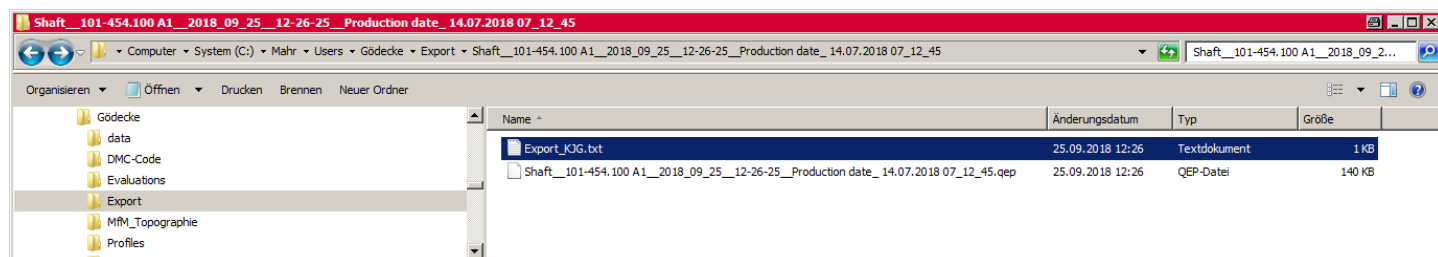 Shaft__101-454.100 A1__2018_09_25__12-26-25__Production date_ 14.07.2018 07_12_45
Computer System (C:) Mahr Users Gödecke Export Shaft__101-454.100 A1__2018_09_25__12-26-25__Production date_ 14.07.2018 07_12_45 Shaft__101-454.100 A1__2018_09_2...
Organisieren Öffnen Drucken Brennen Neuer Ordner
Gödecke Name Änderungsdatum Typ Größe
data
Export_KJG.txt 25.09.2018 12:26 Textdokument 1 KB
DMC-Code
Shaft__101-454.100 A1__2018_09_25__12-26-25__Production date_ 14.07.2018 07_12_45.qep 25.09.2018 12:26 QEP-Datei 140 KB
Evaluations
Export
MfM_Topographie
Profiles